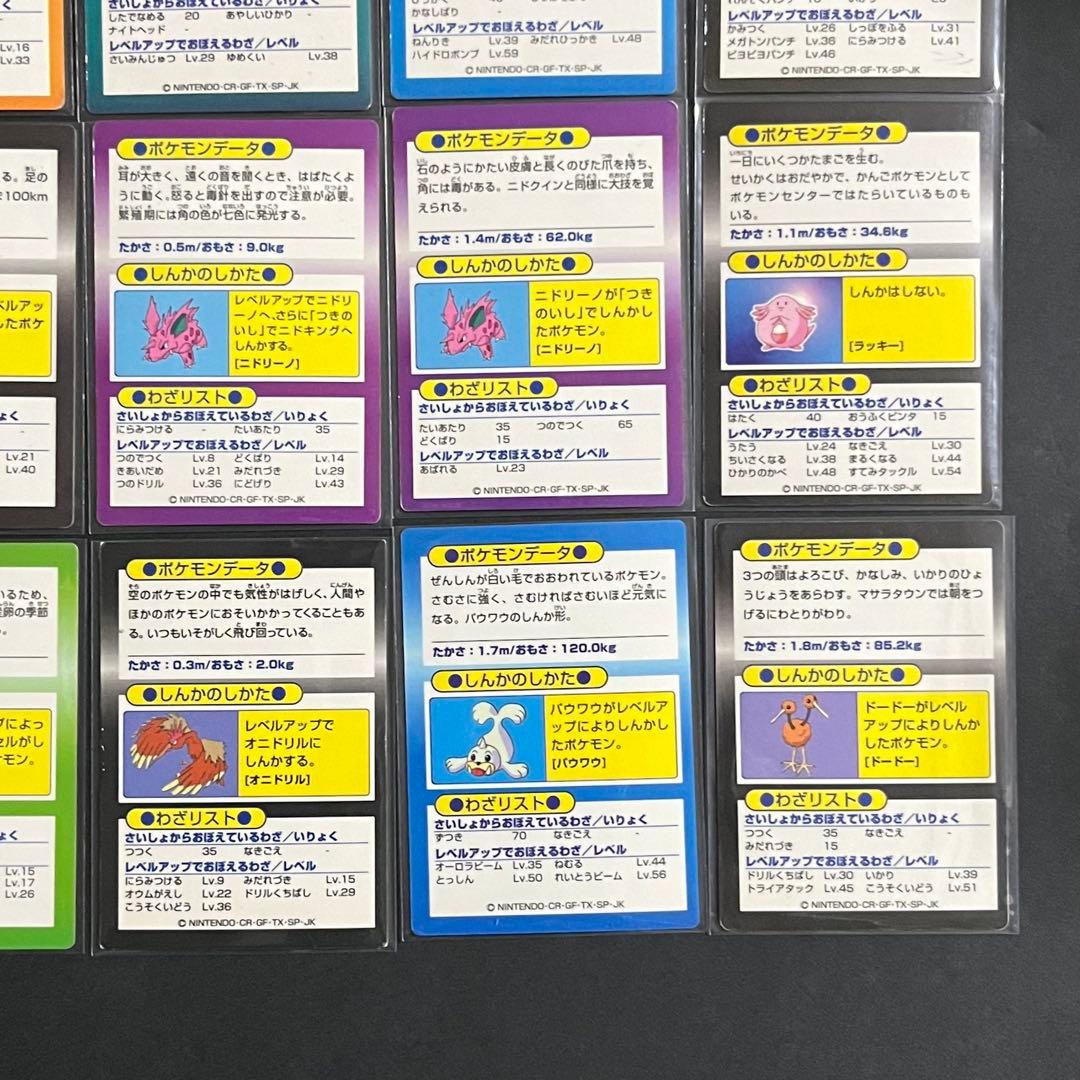 く
Lv.16
Lv.33
したでなめる 20 あやしいひかり -
ナイトヘッド -
レベルアップでおぼえるわざ/レベル
さいみんじゅつ Lv.29 ゆめくい Lv.38
© NINTENDO・CR・GF・TX・SP・JK
かなしばり -
レベルアップでおぼえるわざ/レベル
ねんりき Lv.39 みだれひっかき Lv.48
ハイドロポンプ Lv.59
© NINTENDO・CR・GF・TX・SP・JK
レベルアップでおぼえるわざ/レベル
かみつく Lv.26 しっぽをふる Lv.31
メガトンパンチ Lv.36 にらみつける Lv.41
ピヨピヨパンチ Lv.46
© NINTENDO・CR・GF・TX・SP・JK
る。足の
100km
ベルアッ
したポケ
く
-
Lv.21
Lv.40
●ポケモンデータ●
耳が大きく、遠くの音を聞くとき、はばたくよ
うに動く。怒ると毒針を出すので注意が必要。
繁殖期には角の色が七色に発光する。
たかさ：0.5m/おもさ：9.0kg
●しんかのしかた●
レベルアップでニドリ
ーノへ、さらに「つきの
いし」でニドキングへ
しんかする。
[ニドリーノ]
●わざリスト●
さいしょからおぼえているわざ/いりょく
にらみつける - たいあたり 35
レベルアップでおぼえるわざ/レベル
つのでつく Lv.8 どくばり Lv.14
きあいだめ Lv.21 みだれづき Lv.29
つのドリル Lv.36 にどげり Lv.43
© NINTENDO・CR・GF・TX・SP・JK
●ポケモンデータ●
石のようにかたい皮膚と長くのびた爪を持ち、
角には毒がある。ニドクインと同様に大技を覚
えられる。
たかさ：1.4m/おもさ：62.0kg
●しんかのしかた●
ニドリーノが「つき
のいし」でしんかし
たポケモン。
[ニドリーノ]
●わざリスト●
さいしょからおぼえているわざ/いりょく
たいあたり 35 つのでつく 65
どくばり 15
レベルアップでおぼえるわざ/レベル
あばれる Lv.23
© NINTENDO・CR・GF・TX・SP・JK
●ポケモンデータ●
一日にいくつかたまごを生む。
せいかくはおだやかで、かんごポケモンとして
ポケモンセンターではたらいているものも
いる。
たかさ：1.1m/おもさ：34.6kg
●しんかのしかた●
しんかはしない。
[ラッキー]
●わざリスト●
さいしょからおぼえているわざ/いりょく
はたく 40 おうふくビンタ 15
レベルアップでおぼえるわざ/レベル
うたう Lv.24 なきごえ Lv.30
ちいさくなる Lv.38 まるくなる Lv.44
ひかりのかべ Lv.48 すてみタックル Lv.54
© NINTENDO・CR・GF・TX・SP・JK
いるため、
卵の季節
プによっ
セルがし
モン。
ょく
Lv.15
Lv.17
Lv.26
●ポケモンデータ●
空のポケモンの中でも気性がはげしく、人間や
ほかのポケモンにおそいかかってくることもあ
る。いつもいそがしく飛び回っている。
たかさ：0.3m/おもさ：2.0kg
●しんかのしかた●
レベルアップで
オニドリルに
しんかする。
[オニドリル]
●わざリスト●
さいしょからおぼえているわざ/いりょく
つつく 35 なきごえ -
レベルアップでおぼえるわざ/レベル
にらみつける Lv.9 みだれづき Lv.15
オウムがえし Lv.22 ドリルくちばし Lv.29
こうそくいどう Lv.36
© NINTENDO・CR・GF・TX・SP・JK
●ポケモンデータ●
ぜんしんが白い毛でおおわれているポケモン。
さむさに強く、さむければさむいほど元気に
なる。パウワウのしんか形。
たかさ：1.7m/おもさ：120.0kg
●しんかのしかた●
パウワウがレベルア
ップによりしんかし
たポケモン。
[パウワウ]
●わざリスト●
さいしょからおぼえているわざ/いりょく
ずつき 70 なきごえ -
レベルアップでおぼえるわざ/レベル
オーロラビーム Lv.35 ねむる Lv.44
とっしん Lv.50 れいとうビーム Lv.56
© NINTENDO・CR・GF・TX・SP・JK
●ポケモンデータ●
3つの頭はよろこび、かなしみ、いかりのひょ
うじょうをあらわす。マサラタウンでは朝をつ
げるにわとりがわり。
たかさ：1.8m/おもさ：85.2kg
●しんかのしかた●
ドードーがレベル
アップによりしんか
したポケモン。
[ドードー]
●わざリスト●
さいしょからおぼえているわざ/いりょく
つつく 35 なきごえ -
みだれづき 15
レベルアップでおぼえるわざ/レベル
ドリルくちばし Lv.30 いかり Lv.39
トライアタック Lv.45 こうそくいどう Lv.51
© NINTENDO・CR・GF・TX・SP・JK